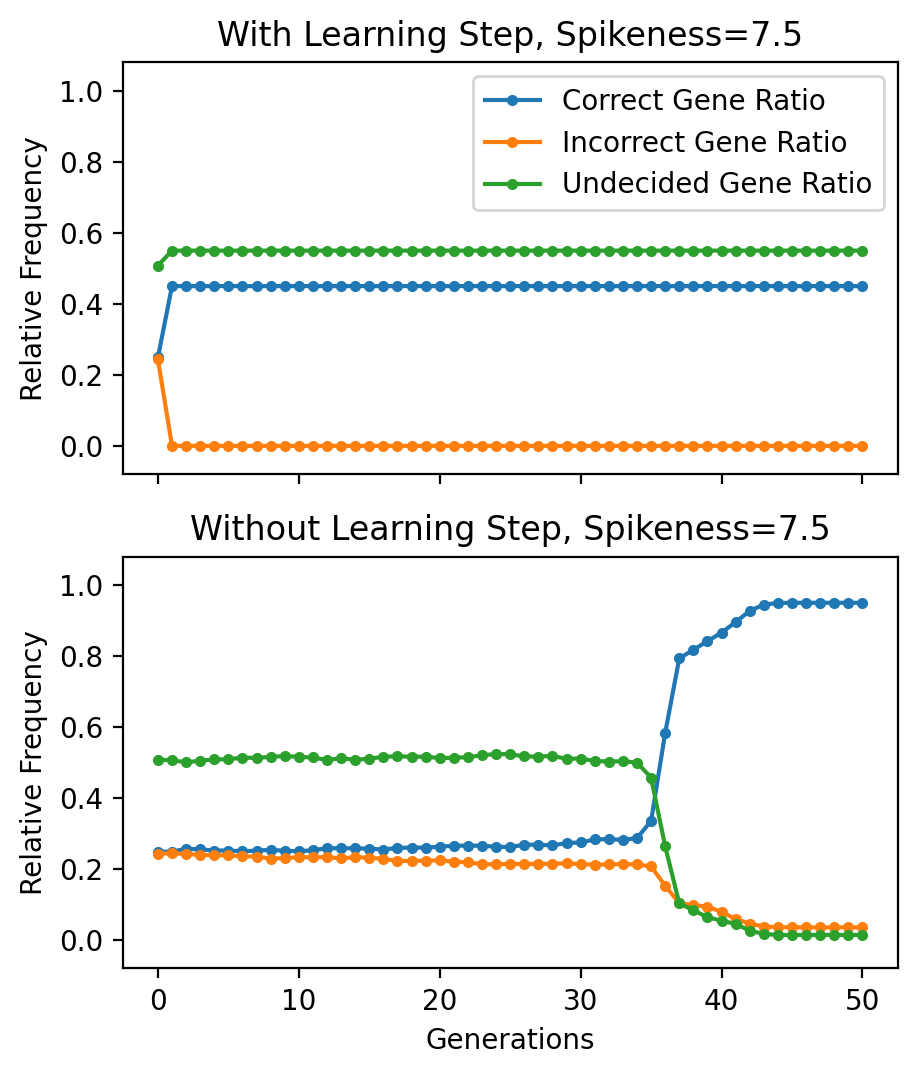 With Learning Step, Spikeness=7.5
Correct Gene Ratio
Incorrect Gene Ratio
Undecided Gene Ratio
Relative Frequency
1.0
0.8
0.6
0.4
0.2
0.0
Without Learning Step, Spikeness=7.5
Relative Frequency
1.0
0.8
0.6
0.4
0.2
0.0
0 10 20 30 40 50
Generations